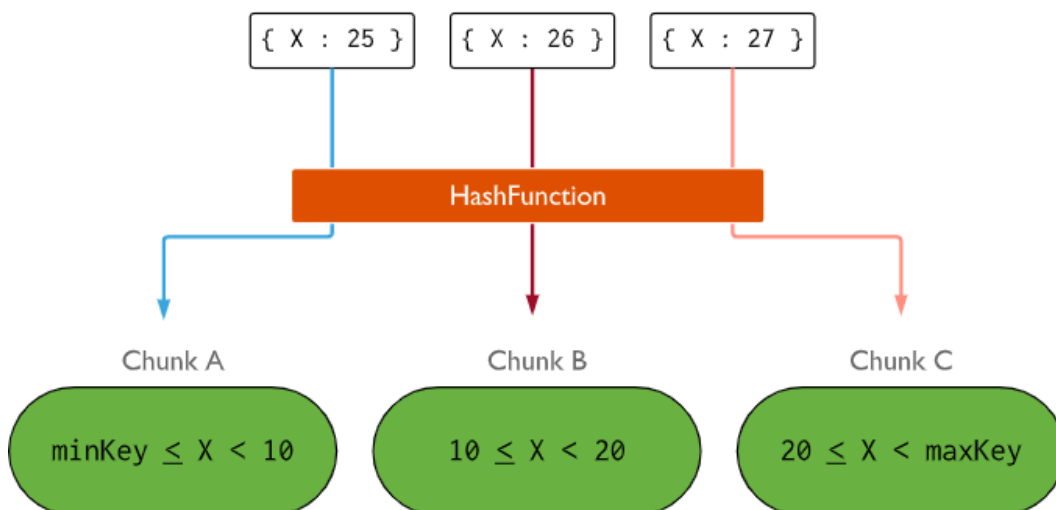 { X : 25 } { X : 26 } { X : 27 }
HashFunction
Chunk A Chunk B Chunk C
minKey ≤ X < 10 10 ≤ X < 20 20 ≤ X < maxKey